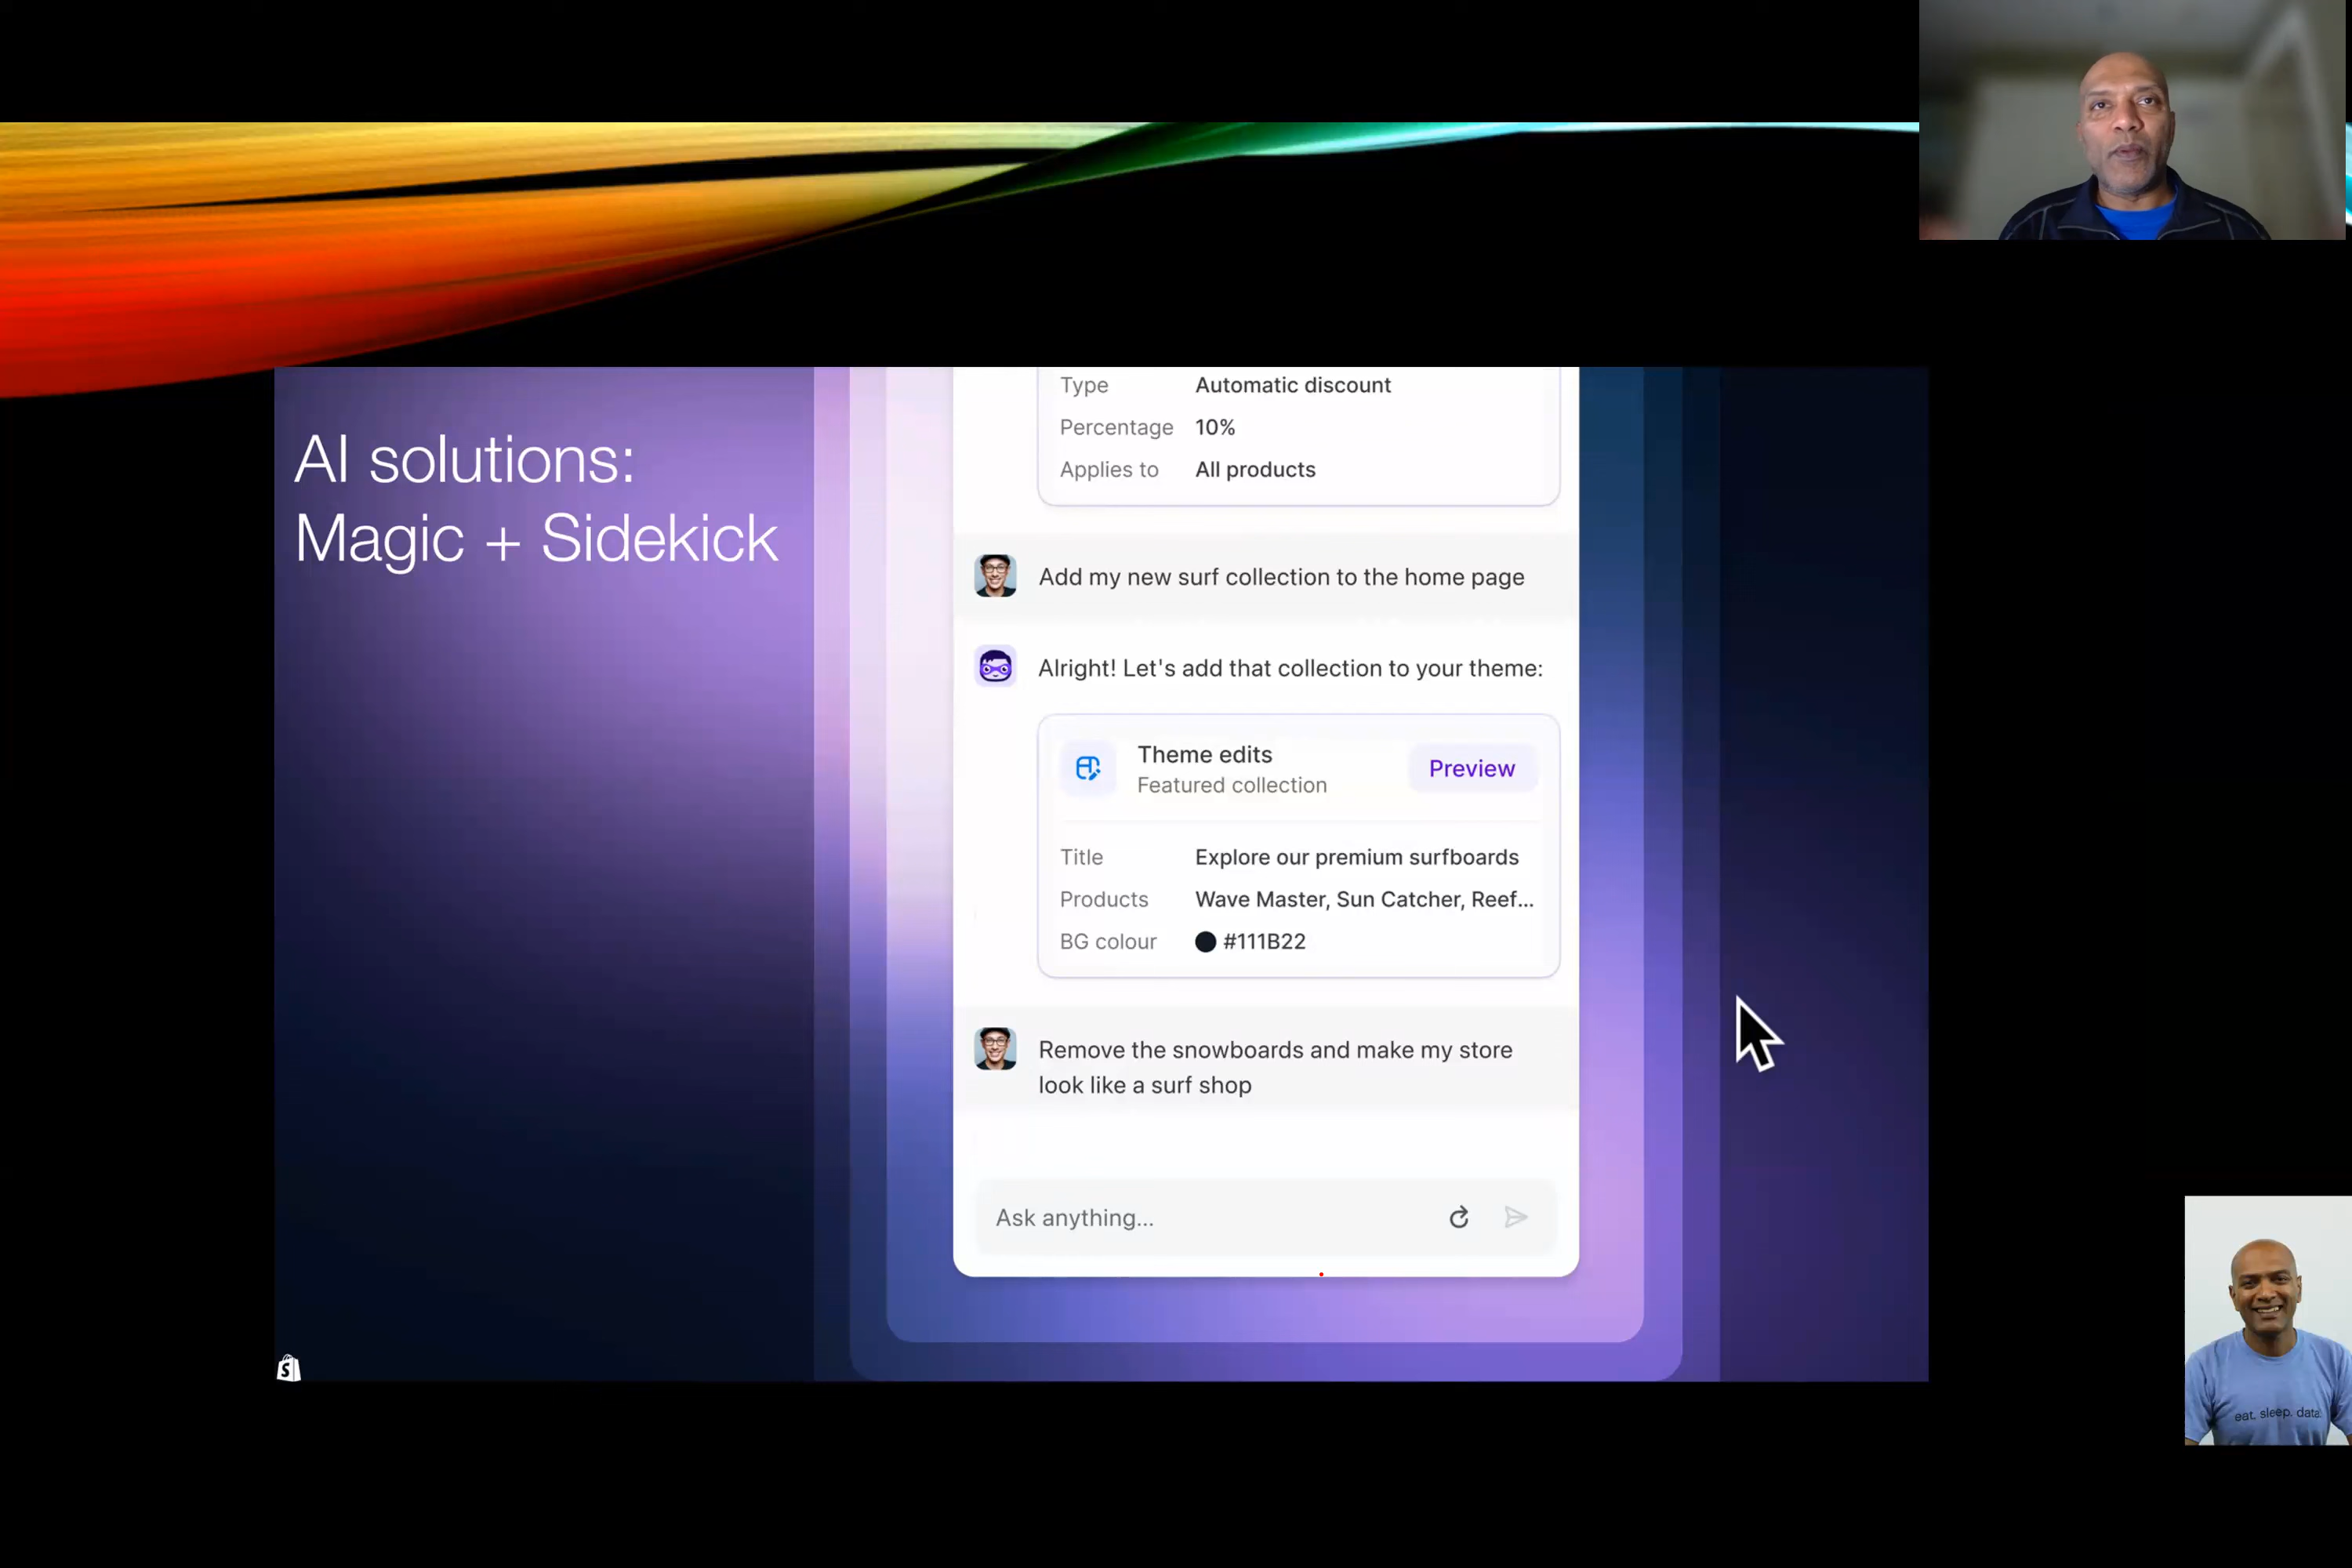 AI solutions:
Magic + Sidekick
Type Automatic discount
Percentage 10%
Applies to All products
Add my new surf collection to the home page
Alright! Let's add that collection to your theme:
Theme edits
Featured collection
Preview
Title Explore our premium surfboards
Products Wave Master, Sun Catcher, Reef...
BG colour #111B22
Remove the snowboards and make my store
look like a surf shop
Ask anything...
S
eat. sleep. data.